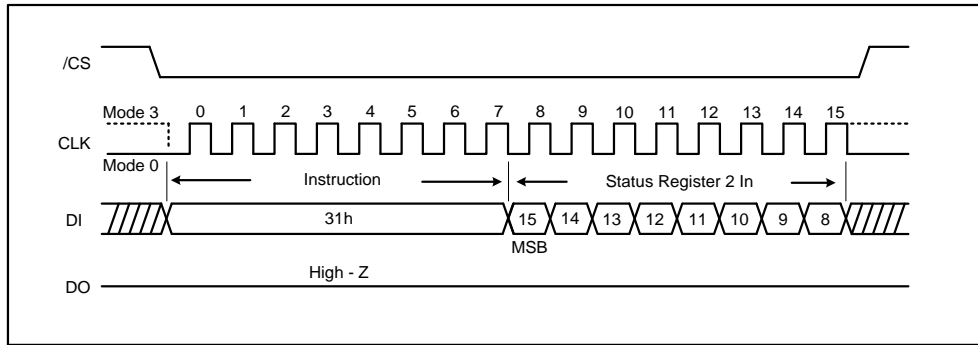 /CS
Mode 3 0 1 2 3 4 5 6 7 8 9 10 11 12 13 14 15
CLK
Mode 0
Instruction Status Register 2 In
DI 31h 15 14 13 12 11 10 9 8
MSB
High - Z
DO